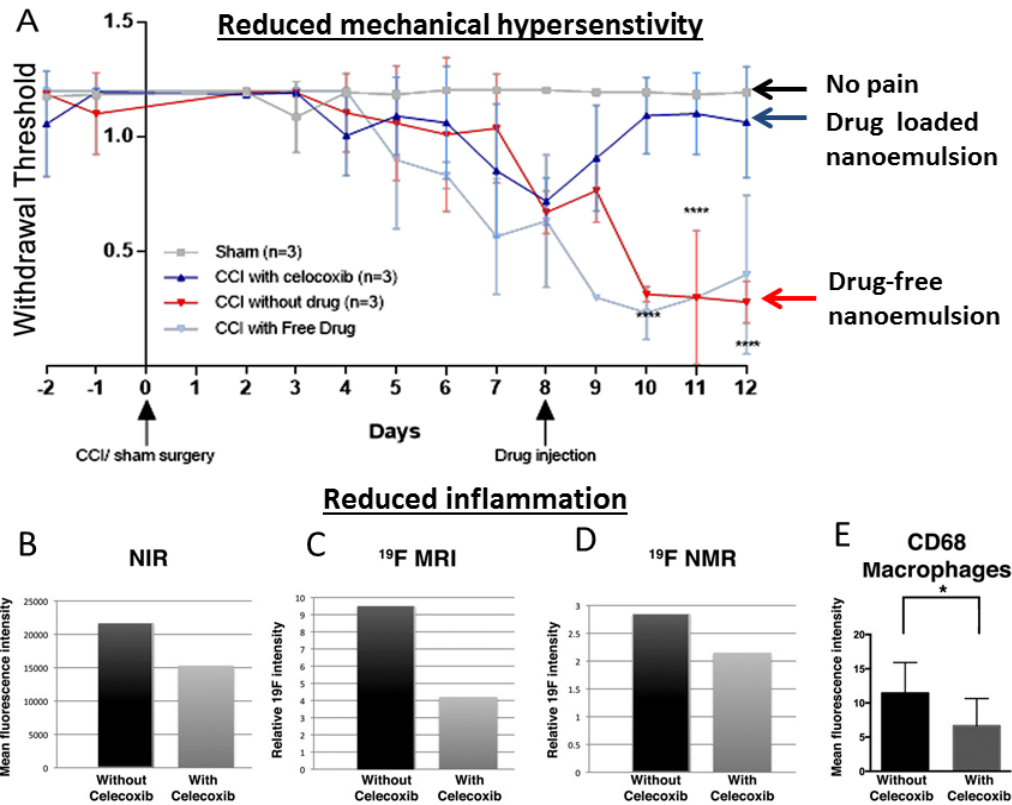 A
Reduced mechanical hypersenstivity
Withdrawal Threshold
1.5
1.0
0.5
No pain
Drug loaded
nanoemulsion
Sham (n=3)
CCI with celocoxib (n=3)
CCI without drug (n=3)
CCI with Free Drug
****
****
****
Drug-free
nanoemulsion
-2 -1 0 2 3 4 5 6 7 8 9 10 11 12
Days
CCI/ sham surgery
Drug injection
Reduced inflammation
B
NIR
Mean fluorescence intensity
25000
20000
15000
10000
5000
0
Without
Celecoxib
With
Celecoxib
C
19F MRI
Relative 19F intensity
10
9
8
7
6
5
4
3
2
1
0
Without
Celecoxib
With
Celecoxib
D
19F NMR
Relative 19F intensity
3
2.5
2
1.5
1
0.5
0
Without
Celecoxib
With
Celecoxib
E
CD68
Macrophages
*
Mean fluorescence intensity
20
15
10
5
0
Without
Celecoxib
With
Celecoxib